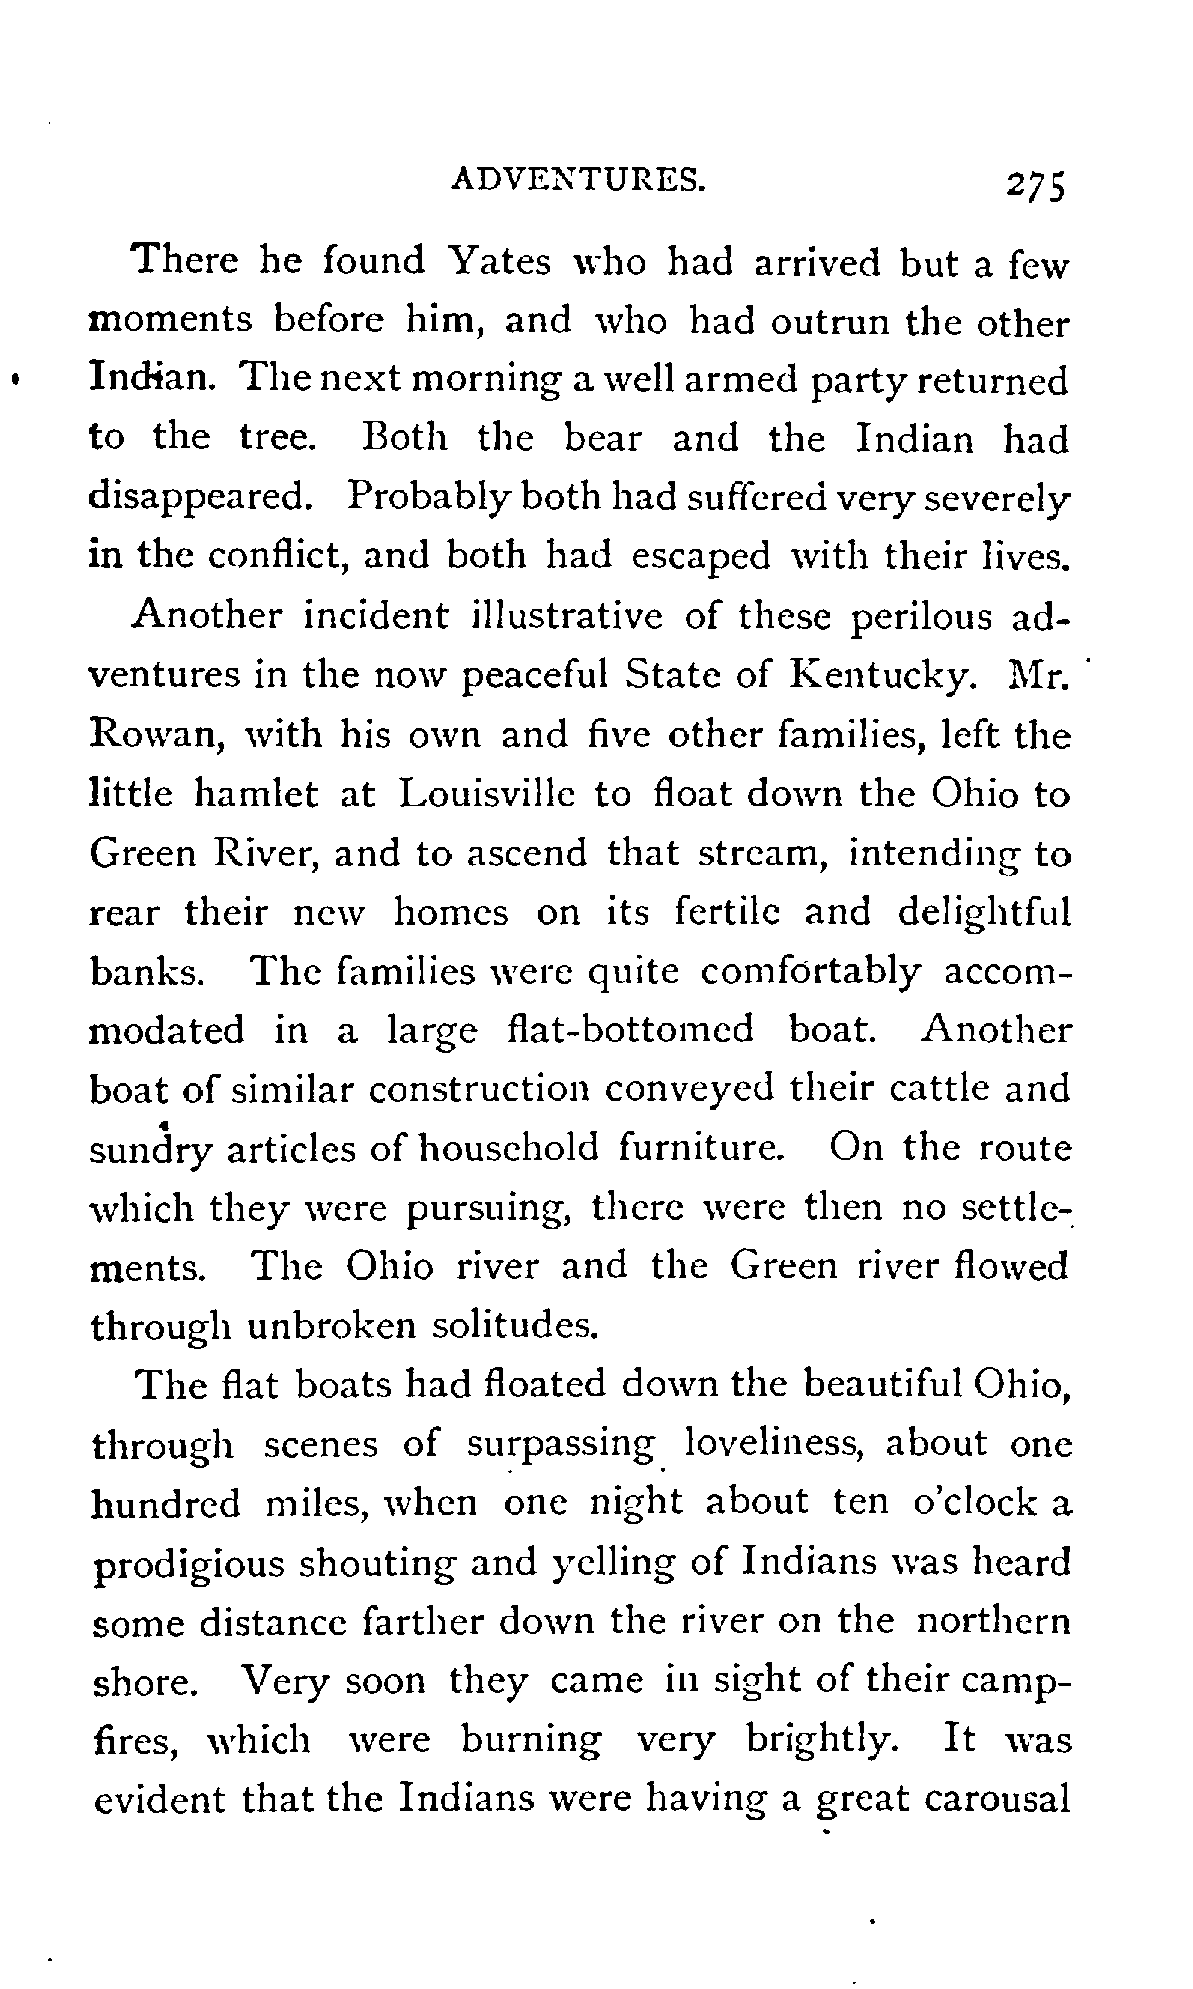 ADVENTURES. 275
There he found Yates who had arrived but a few
moments before him, and who had outrun the other
Indian. The next morning a well armed party returned
to the tree. Both the bear and the Indian had
disappeared. Probably both had suffered very severely
in the conflict, and both had escaped with their lives.
Another incident illustrative of these perilous ad-
ventures in the now peaceful State of Kentucky. Mr.
Rowan, with his own and five other families, left the
little hamlet at Louisville to float down the Ohio to
Green River, and to ascend that stream, intending to
rear their new homes on its fertile and delightful
banks. The families were quite comfortably accom-
modated in a large flat-bottomed boat. Another
boat of similar construction conveyed their cattle and
sundry articles of household furniture. On the route
which they were pursuing, there were then no settle-
ments. The Ohio river and the Green river flowed
through unbroken solitudes.
The flat boats had floated down the beautiful Ohio,
through scenes of surpassing loveliness, about one
hundred miles, when one night about ten o'clock a
prodigious shouting and yelling of Indians was heard
some distance farther down the river on the northern
shore. Very soon they came in sight of their camp-
fires, which were burning very brightly. It was
evident that the Indians were having a great carousal